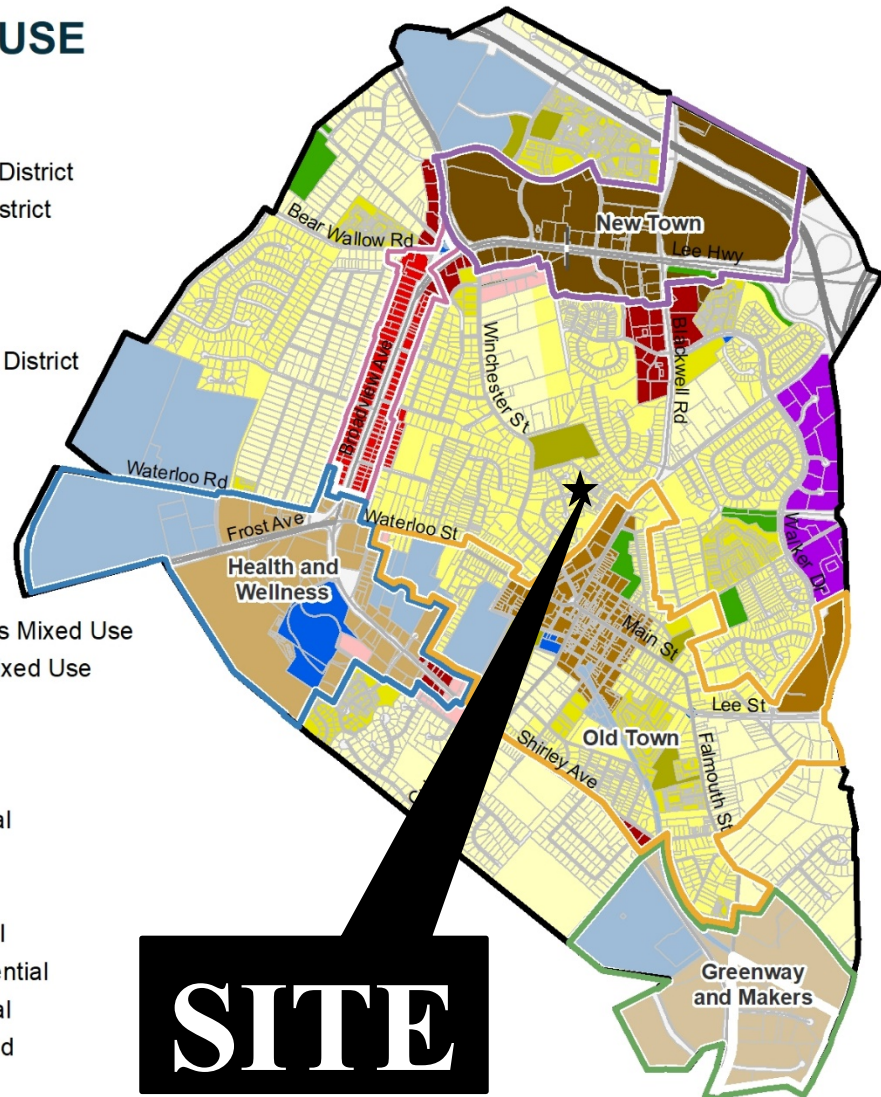 USE
District
strict
District
s Mixed Use
xed Use
al
l
ential
al
d
New Town
Lee Hwy
Bear Wallow Rd
Winchester St
Blackwell Rd
Broadview Ave
Waterloo Rd
Frost Ave
Waterloo St
Walker Dr
Health and
Wellness
Main St
Lee St
Old Town
Shirley Ave
Falmouth St
Greenway
and Makers
SITE